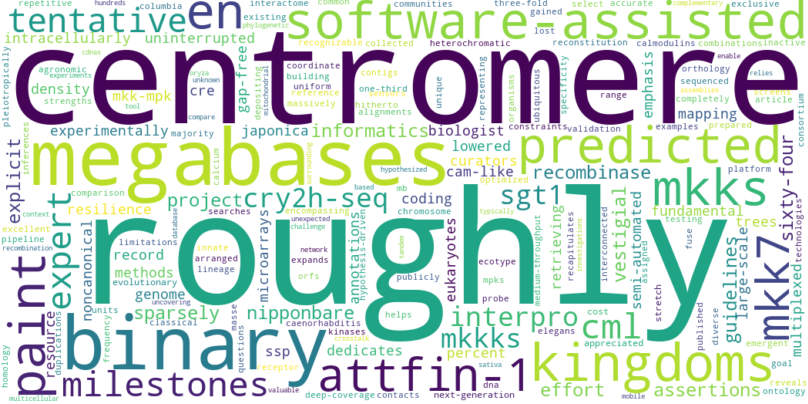 tentative en software-assisted
repetitive
hundreds
columbia
existing
interactome
common
communities
select accurate
three-fold
exclusive
phylogenetic
intracellularly uninterrupted
centromere
pleiotropically
agronomic
experiments
unknown
tool
density
strengths
mkk-mpk
cre
gap-free
heterochromatic
lost
gained
recognizable collected
reconstitution calmodulins combinations inactive
cdnas
oryza
compare
coordinate
building
uniform
massively
depositing
mitochondrial
one-third
reference
contigs
alignments
hitherto
representing
organisms
unique
ubiquitous
specificity
orthology
sequenced
completely
range
emphasis
mapping
enable
relies
complementary
assemblies
screen
article
consortium
explicit
inferences
experimentally
majority
japonica informatics biologist
lowered
constraints validation examples prepared
megabases
predicted
curators
cam-like
recombinase
platform
hypothesized
optimized
surrounding
roughly
expert
resilience
comparison
project cry2h-seq
calcium
coding
chromosome
searches
sgt1
mkks
mkk7
sixty-four
fundamental trees
testing
vestigial
semi-automated
retrieving
paint
context
excellent
pipeline
recombination
record
limitations
methods
evolutionary
noncanonical
genome
microarrays
annotations
hypothesis-driven
encompassing
based mb
unexpected
challenge
typically
network
expands
orfs
innate
arranged
lineage
tandem
publicly
helps
eukaryotes
ecotype
mpks
probe
medium-throughput
recapitulates
interconnected
investigations
assigned
guidelines
large-scale
multiplexed
technologies
binary
resource
duplications
units
frequency
sparsely nipponbare
classical
masse
questions
uncovering
database
caenorhabditis
kinases
crosstalk
percent
ssp dedicates
receptor
sativa
mkkks
interpro
elegans
cml
stretch
fuse
cost
appreciated
published
diverse
emergent
reveals
goal
kingdoms
homology
multicellular
milestones
valuable
attfin-1
deep-coverage contacts next-generation
dna
effort assertions
mobile
ontology